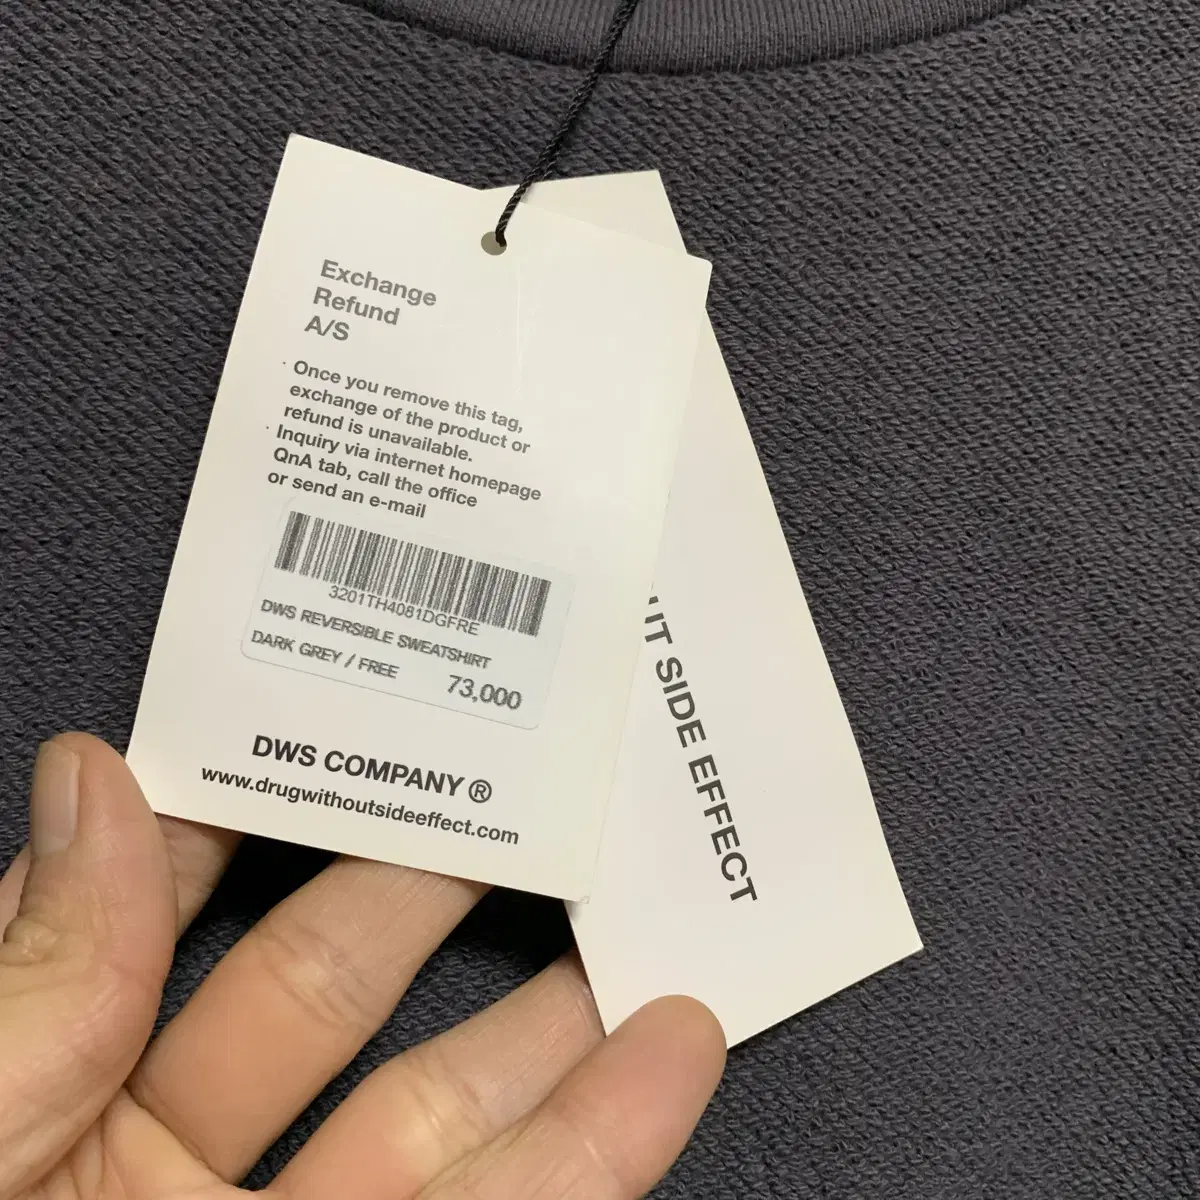 Exchange
Refund
A/S
· Once you remove this tag,
exchange of the product or
refund is unavailable.
· Inquiry via internet homepage
QnA tab, call the office
or send an e-mail
3201TH4081DGFRE
DWS REVERSIBLE SWEATSHIRT
DARK GREY / FREE
73,000
DWS COMPANY ®
www.drugwithoutsideeffect.com
SIDE EFFECT